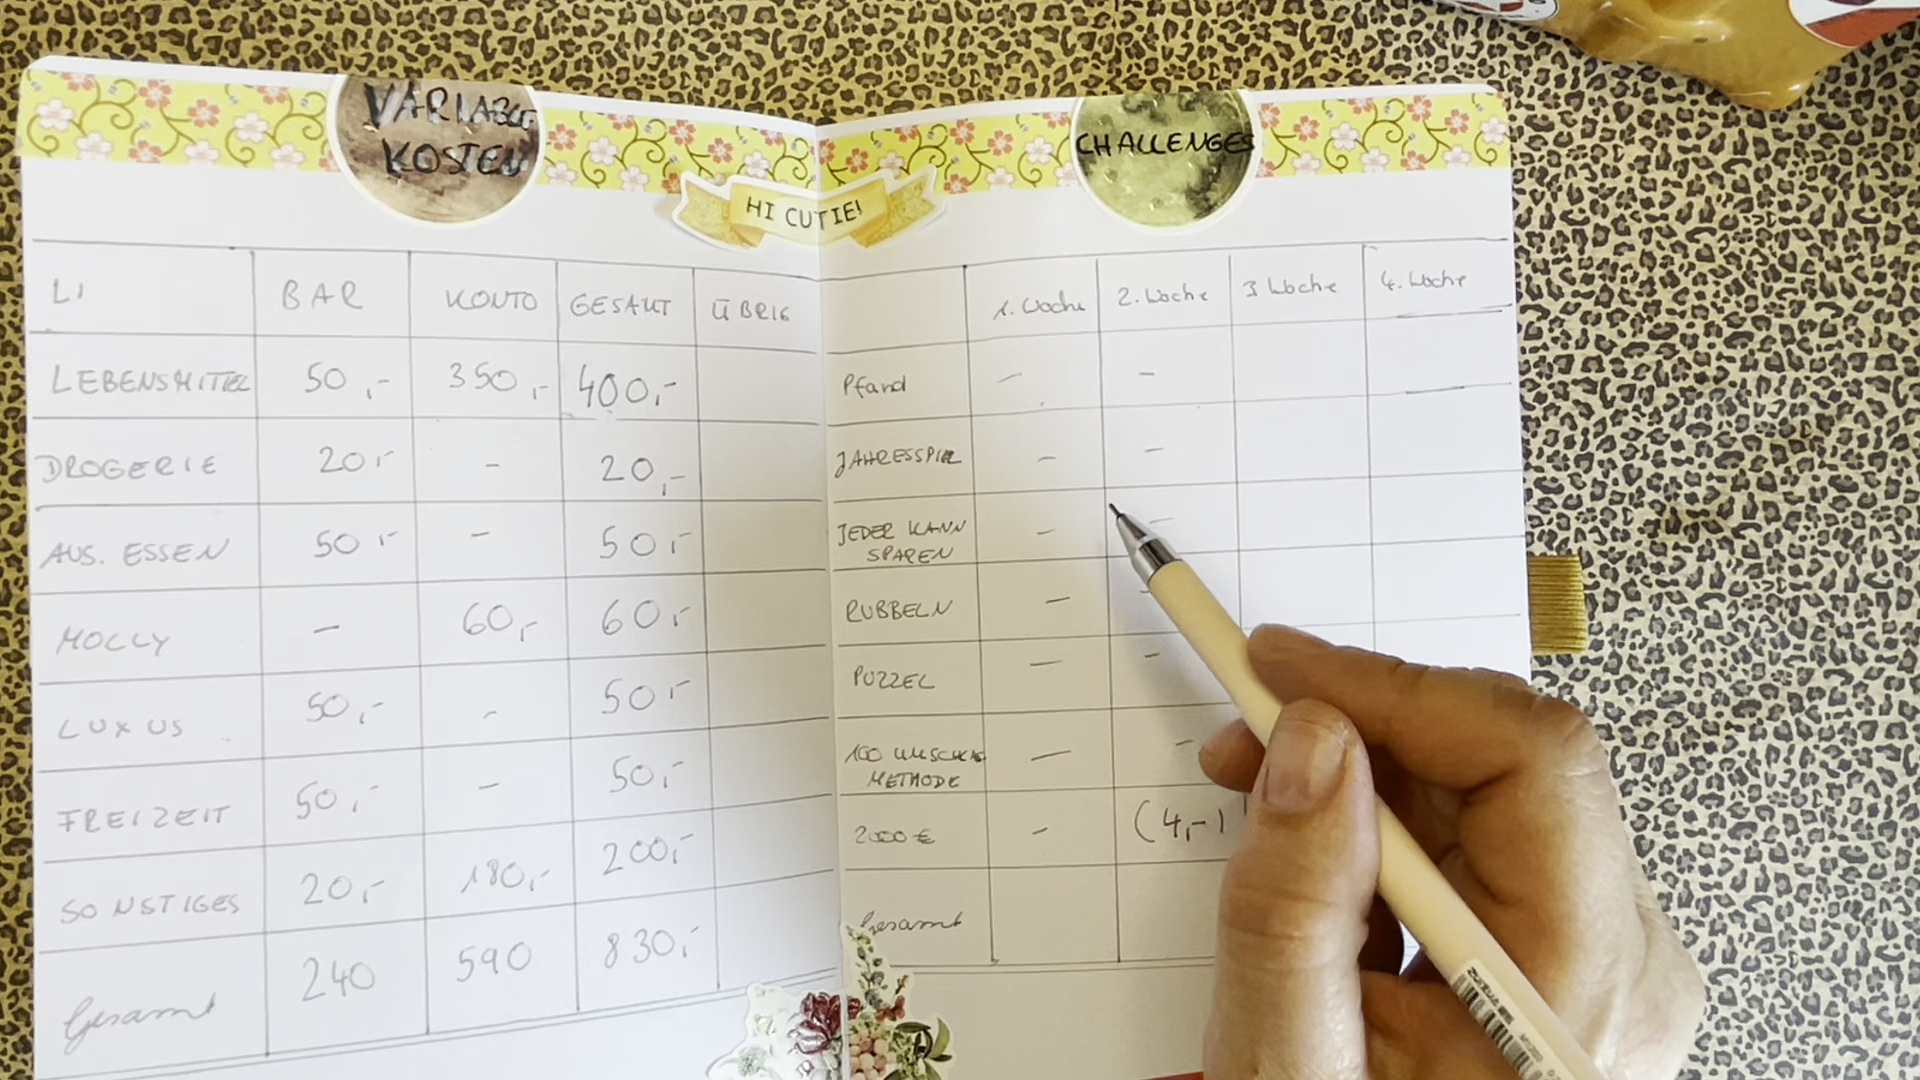 VARIABLE
KOSTEN
CHALLENGES
HI CUTIE!
LI BAR KONTO GESAMT ÜBRIG
LEBENSMITTEL 50,- 350,- 400,-
DROGERIE 20,- - 20,-
AUS. ESSEN 50,- - 50,-
MOLLY - 60,- 60,-
LUXUS 50,- - 50,-
FREIZEIT 50,- - 50,-
SONSTIGES 20,- 180,- 200,-
Gesamt 240 590 830,-
1. Woche 2. Woche 3 Woche 4. Woche
Pfand - -
JAHRESSPIEL - -
JEDER KANN - -
SPAREN
RUBBELN - -
PUZZEL - -
100 UMSCHLAG - -
METHODE
2000 € - (4,-)
Gesamt